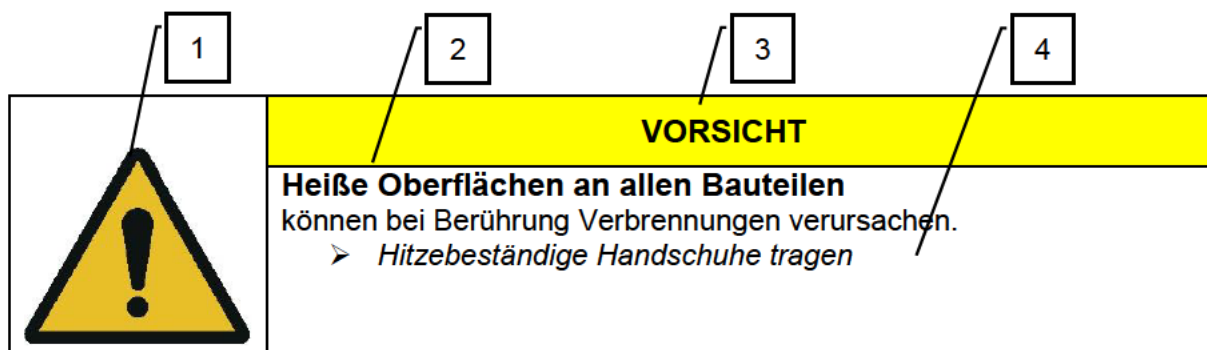 1 2 3 4
VORSICHT
Heiße Oberflächen an allen Bauteilen
können bei Berührung Verbrennungen verursachen.
➢ Hitzebeständige Handschuhe tragen